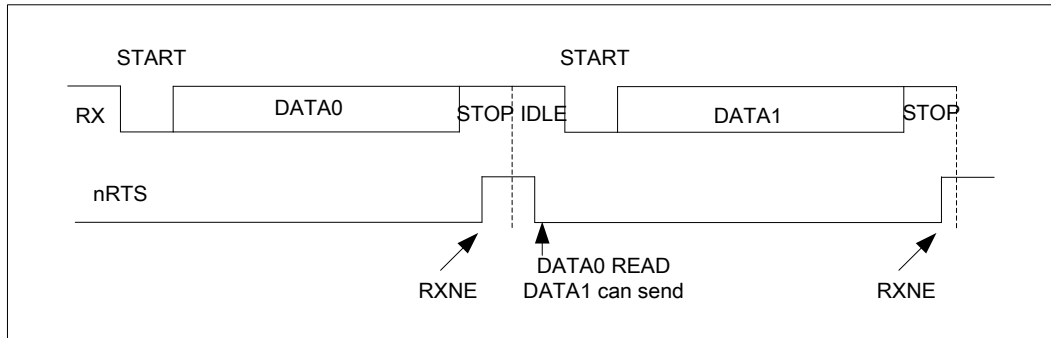 START START
RX DATA0 STOP IDLE DATA1 STOP
nRTS
DATA0 READ
RXNE DATA1 can send RXNE